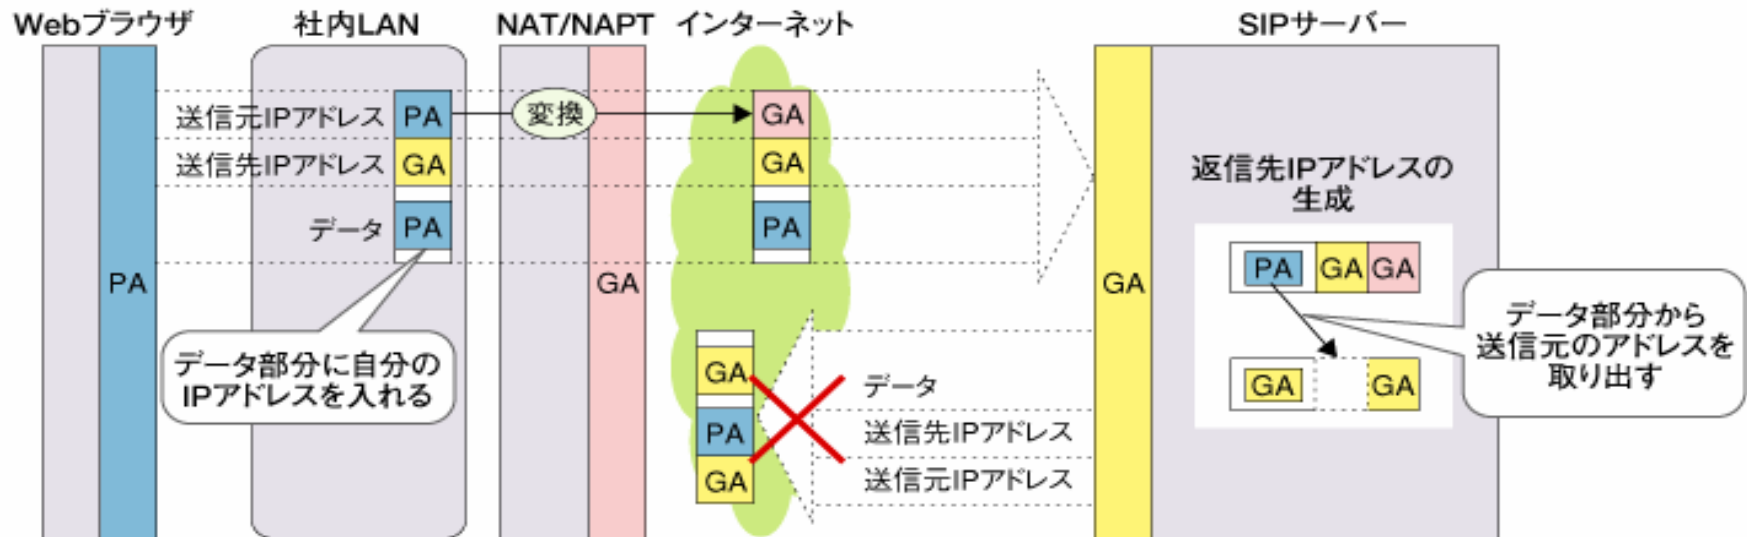 Webブラウザ
社内LAN
NAT/NAPT
インターネット
SIPサーバー
送信元IPアドレス
PA
変換
GA
送信先IPアドレス
GA
GA
データ
PA
PA
PA
GA
GA
データ部分に自分の
IPアドレスを入れる
返信先IPアドレスの
生成
PA
GA
GA
GA
GA
データ部分から
送信元のアドレスを
取り出す
GA
データ
PA
送信先IPアドレス
GA
送信元IPアドレス